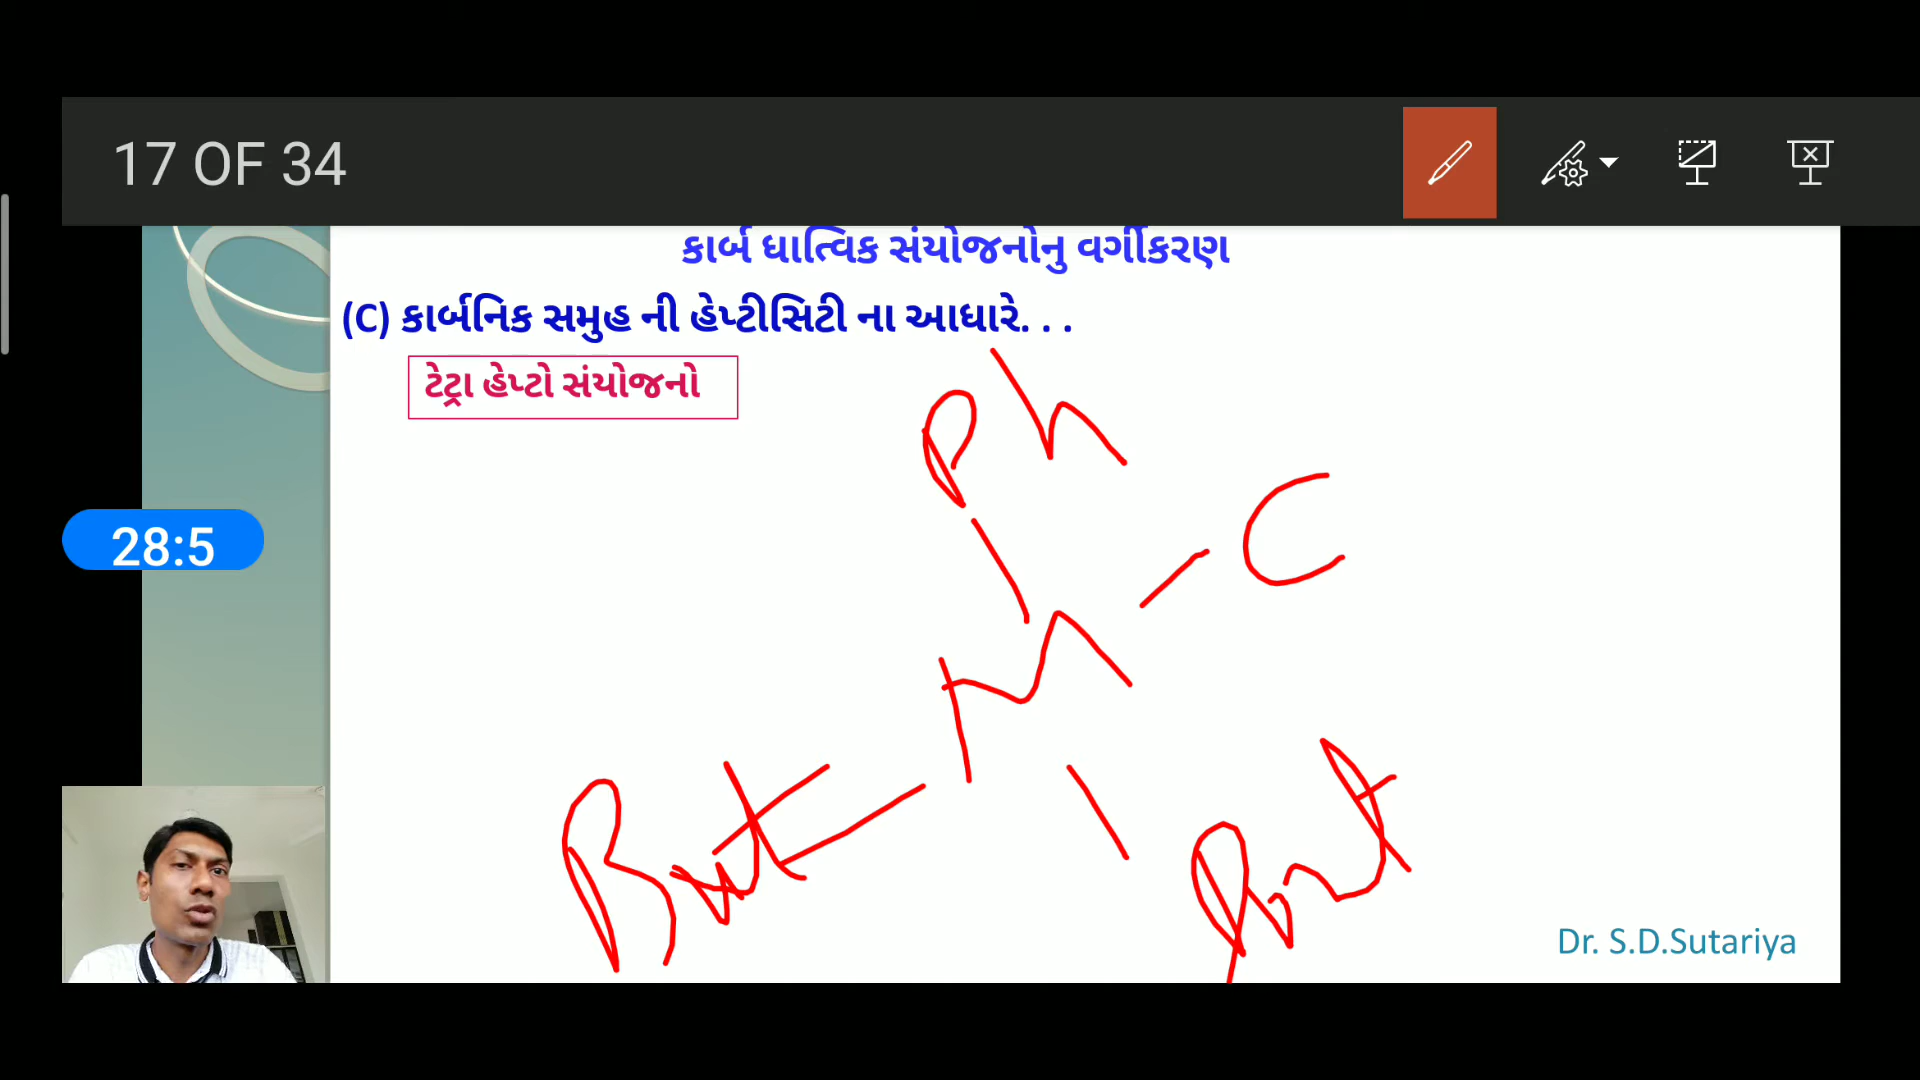 17 OF 34
કાર્બ ધાત્વિક સંયોજનોનુ વર્ગીકરણ
(C) કાર્બનિક સમુહ ની હેપ્ટીસિટી ના આધારે. . .
ટેટ્રા હેપ્ટો સંયોજનો
Ph
C
M
28:5
But
But
Dr. S.D.Sutariya